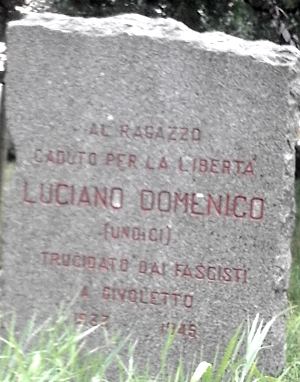 AL RAGAZZO
CADUTO PER LA LIBERTA'
LUCIANO DOMENICO
(UNDICI)
TRUCIDATO DAI FASCISTI
A GIVOLETTO
1945